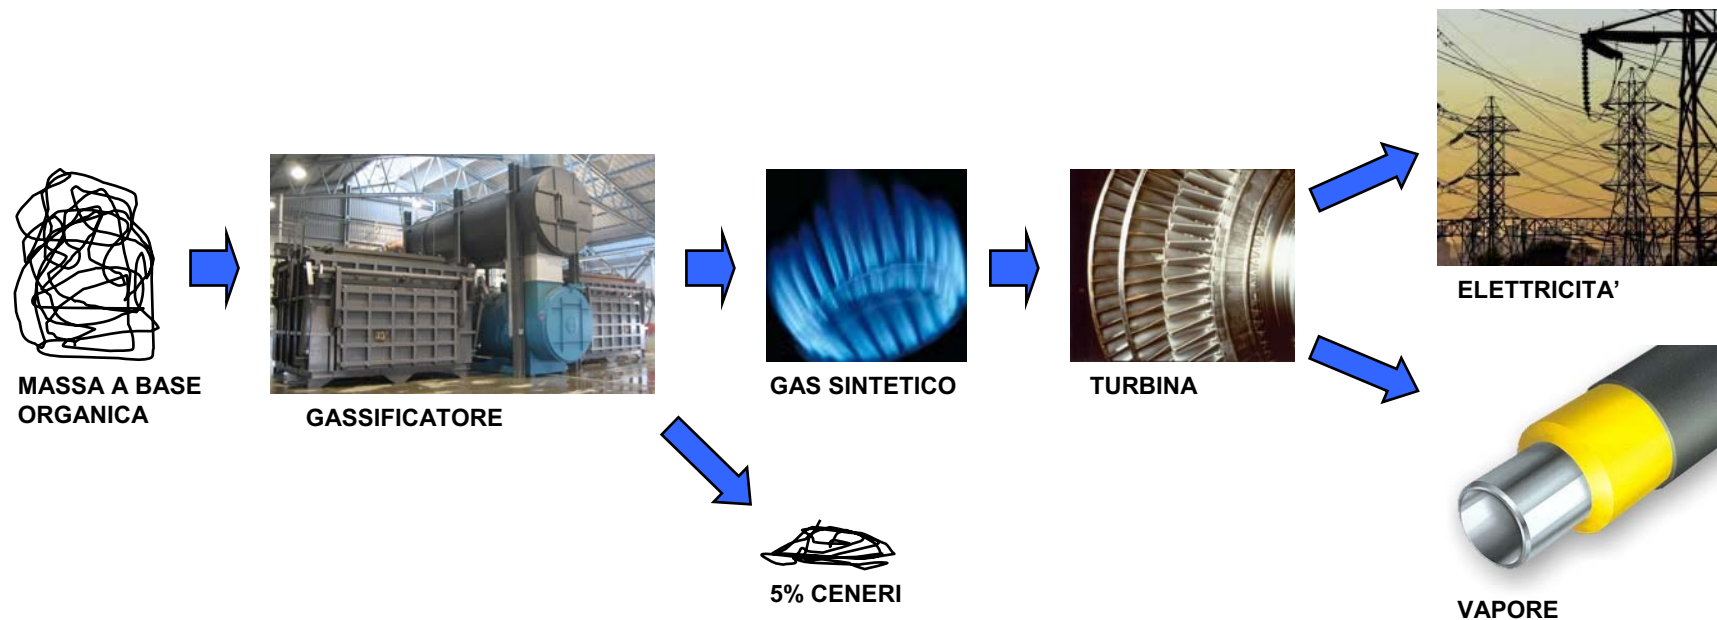 MASSA A BASE
ORGANICA
GASSIFICATORE
GAS SINTETICO
TURBINA
ELETTRICITA’
5% CENERI
VAPORE